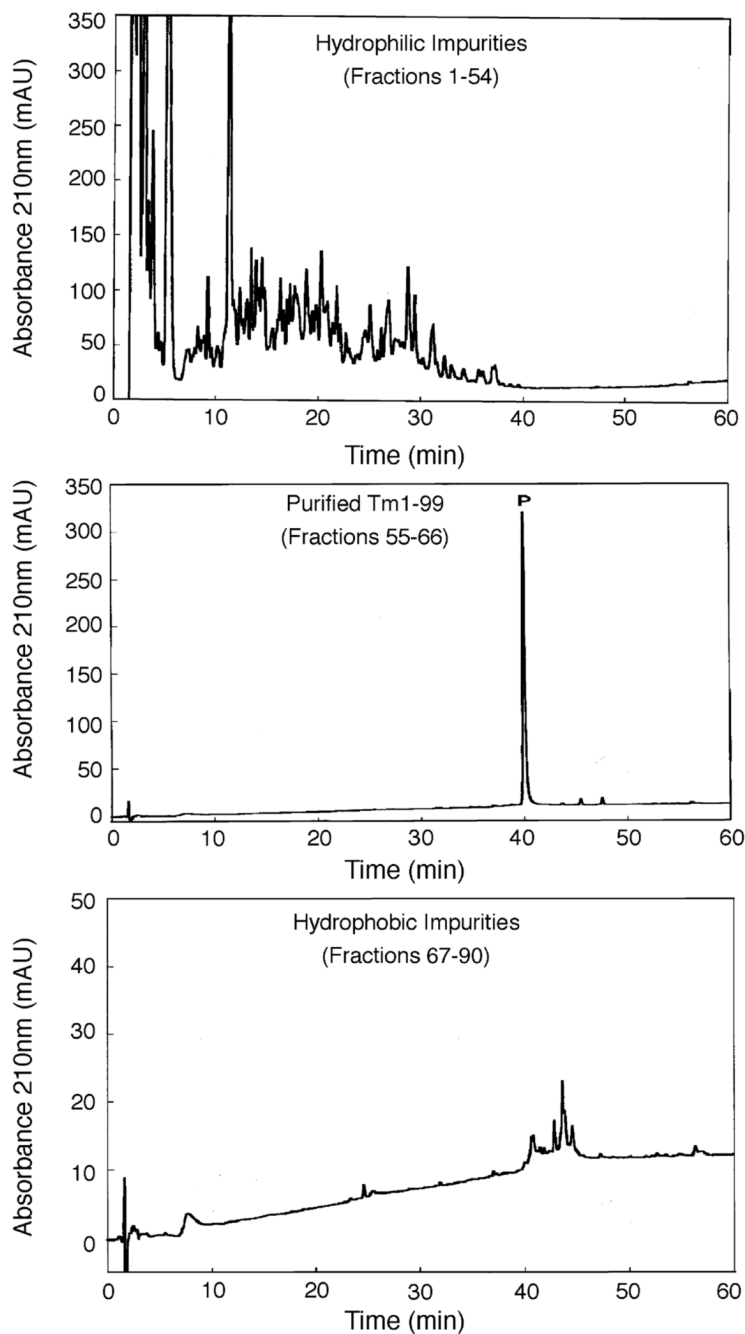 Hydrophilic Impurities
(Fractions 1-54)
Absorbance 210nm (mAU)
350
300
250
200
150
100
50
0
0 10 20 30 40 50 60
Time (min)
Purified Tm1-99
(Fractions 55-66)
P
Absorbance 210nm (mAU)
350
300
250
200
150
100
50
0
0 10 20 30 40 50 60
Time (min)
Hydrophobic Impurities
(Fractions 67-90)
Absorbance 210nm (mAU)
50
40
30
20
10
0
0 10 20 30 40 50 60
Time (min)